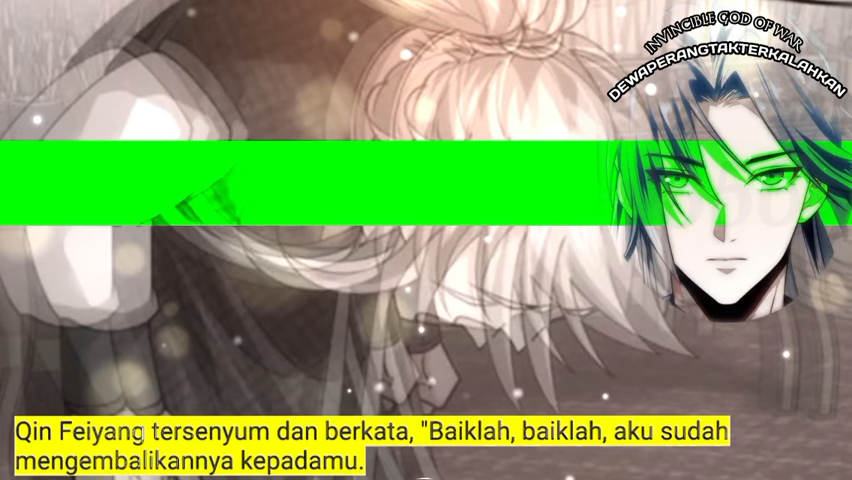 INVINCIBLE GOD OF WAR
DEWAPERANGTAKTERKALAHKAN
Qin Feiyang tersenyum dan berkata, "Baiklah, baiklah, aku sudah
mengembalikannya kepadamu.